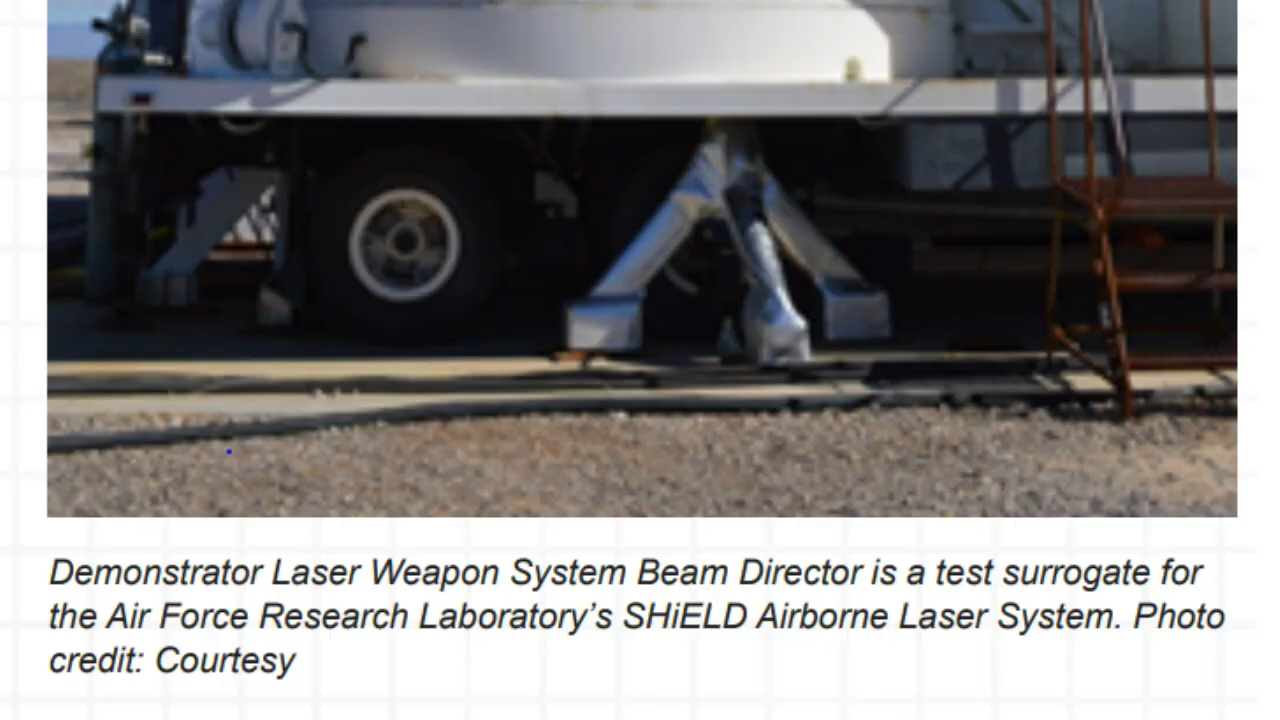 Demonstrator Laser Weapon System Beam Director is a test surrogate for
the Air Force Research Laboratory’s SHiELD Airborne Laser System. Photo
credit: Courtesy